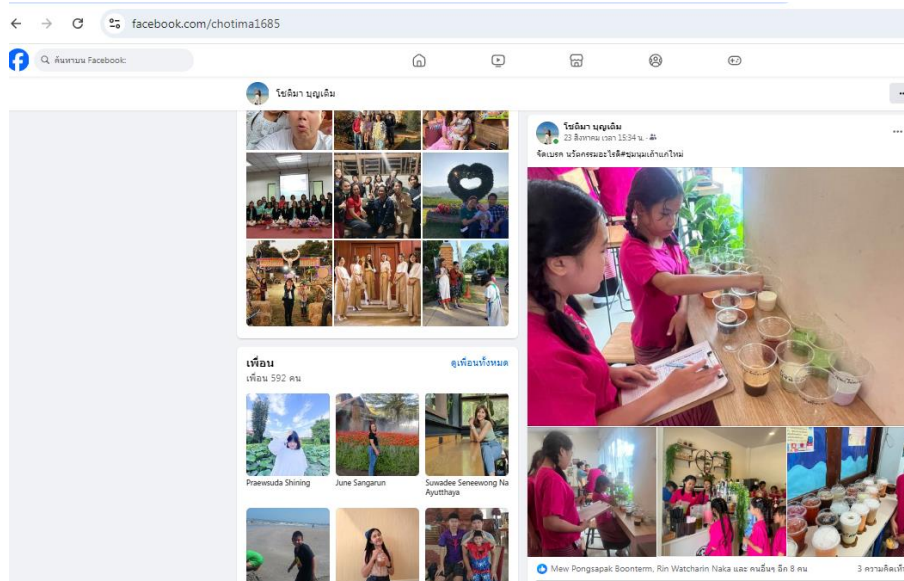 facebook.com/chotima1685
ค้นหาบน Facebook
โชติมา บุญเติม
เพื่อน
ดูเพื่อนทั้งหมด
เพื่อน 592 คน
Praewsuda Shining
June Sangarun
Suwadee Seneewong Na
Ayutthaya
โชติมา บุญเติม
23 สิงหาคม เวลา 15:34 น.
จัดเบรค นวัตกรรมอะไรดี#ชุมนุมเถ้าแก่ใหม่
Mew Pongsapak Boonterm, Rin Watcharin Naka และ คนอื่นๆ อีก 8 คน
3 ความคิดเห็น